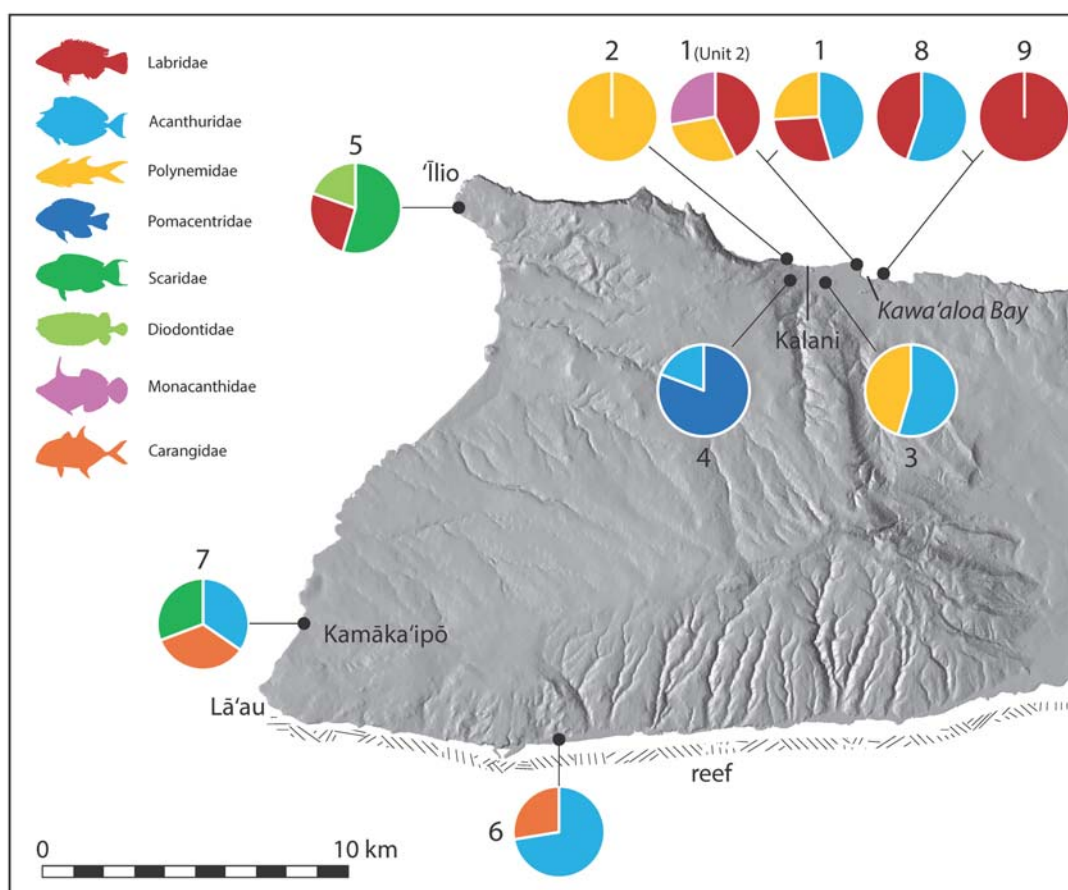 Labridae
Acanthuridae
Polynemidae
Pomacentridae
Scaridae
Diodontidae
Monacanthidae
Carangidae
2
1 (Unit 2)
1
8
9
5
ʻĪlio
Kawaʻaloa Bay
Kalani
4
3
7
Kamākaʻipō
Lāʻau
reef
6
0
10 km